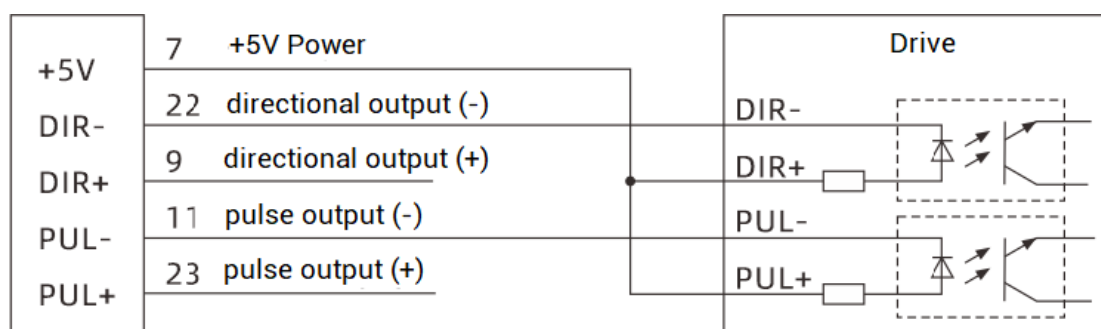 7 +5V Power Drive
+5V
22 directional output (-) DIR-
DIR-
9 directional output (+) DIR+
DIR+
11 pulse output (-) PUL-
PUL-
23 pulse output (+) PUL+
PUL+